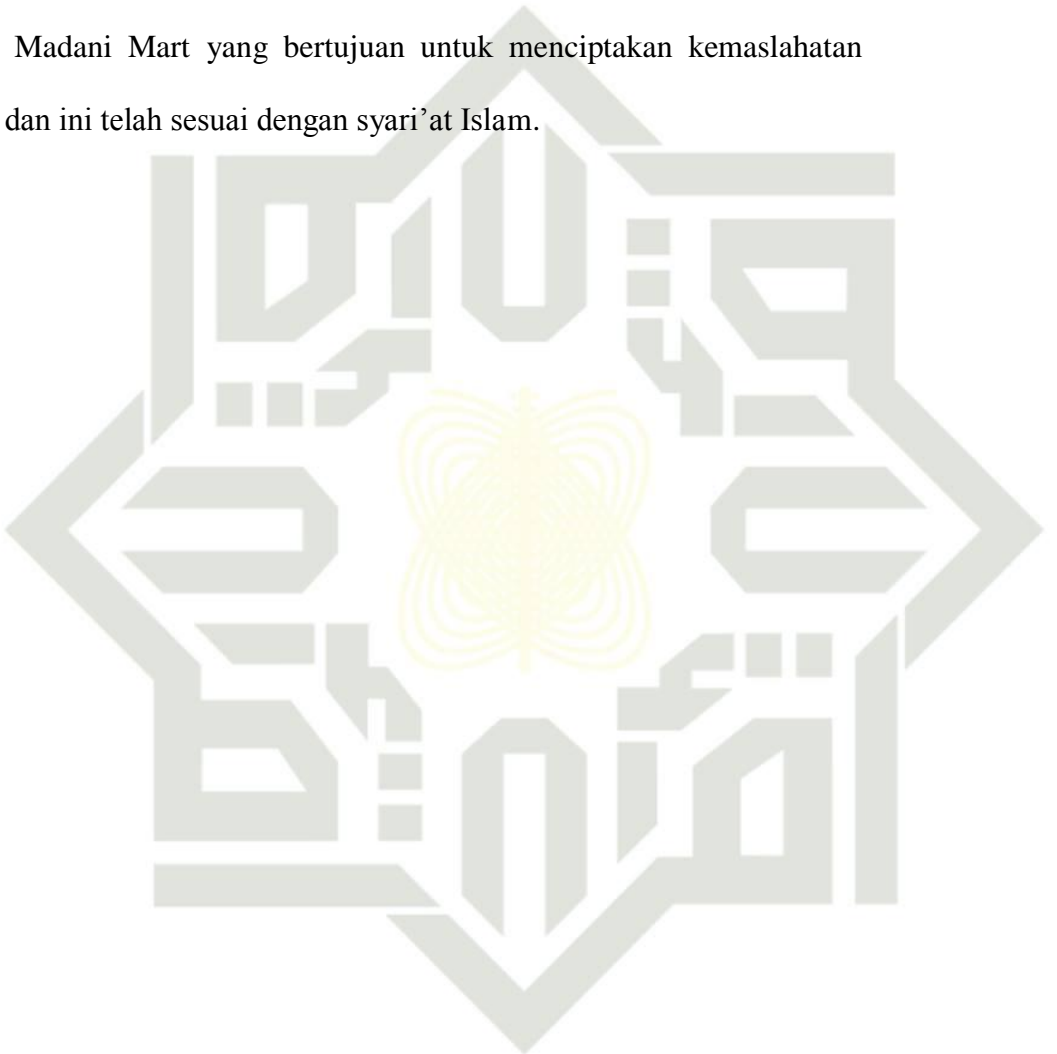 Madani Mart yang bertujuan untuk menciptakan kemaslahatan
dan ini telah sesuai dengan syari’at Islam.